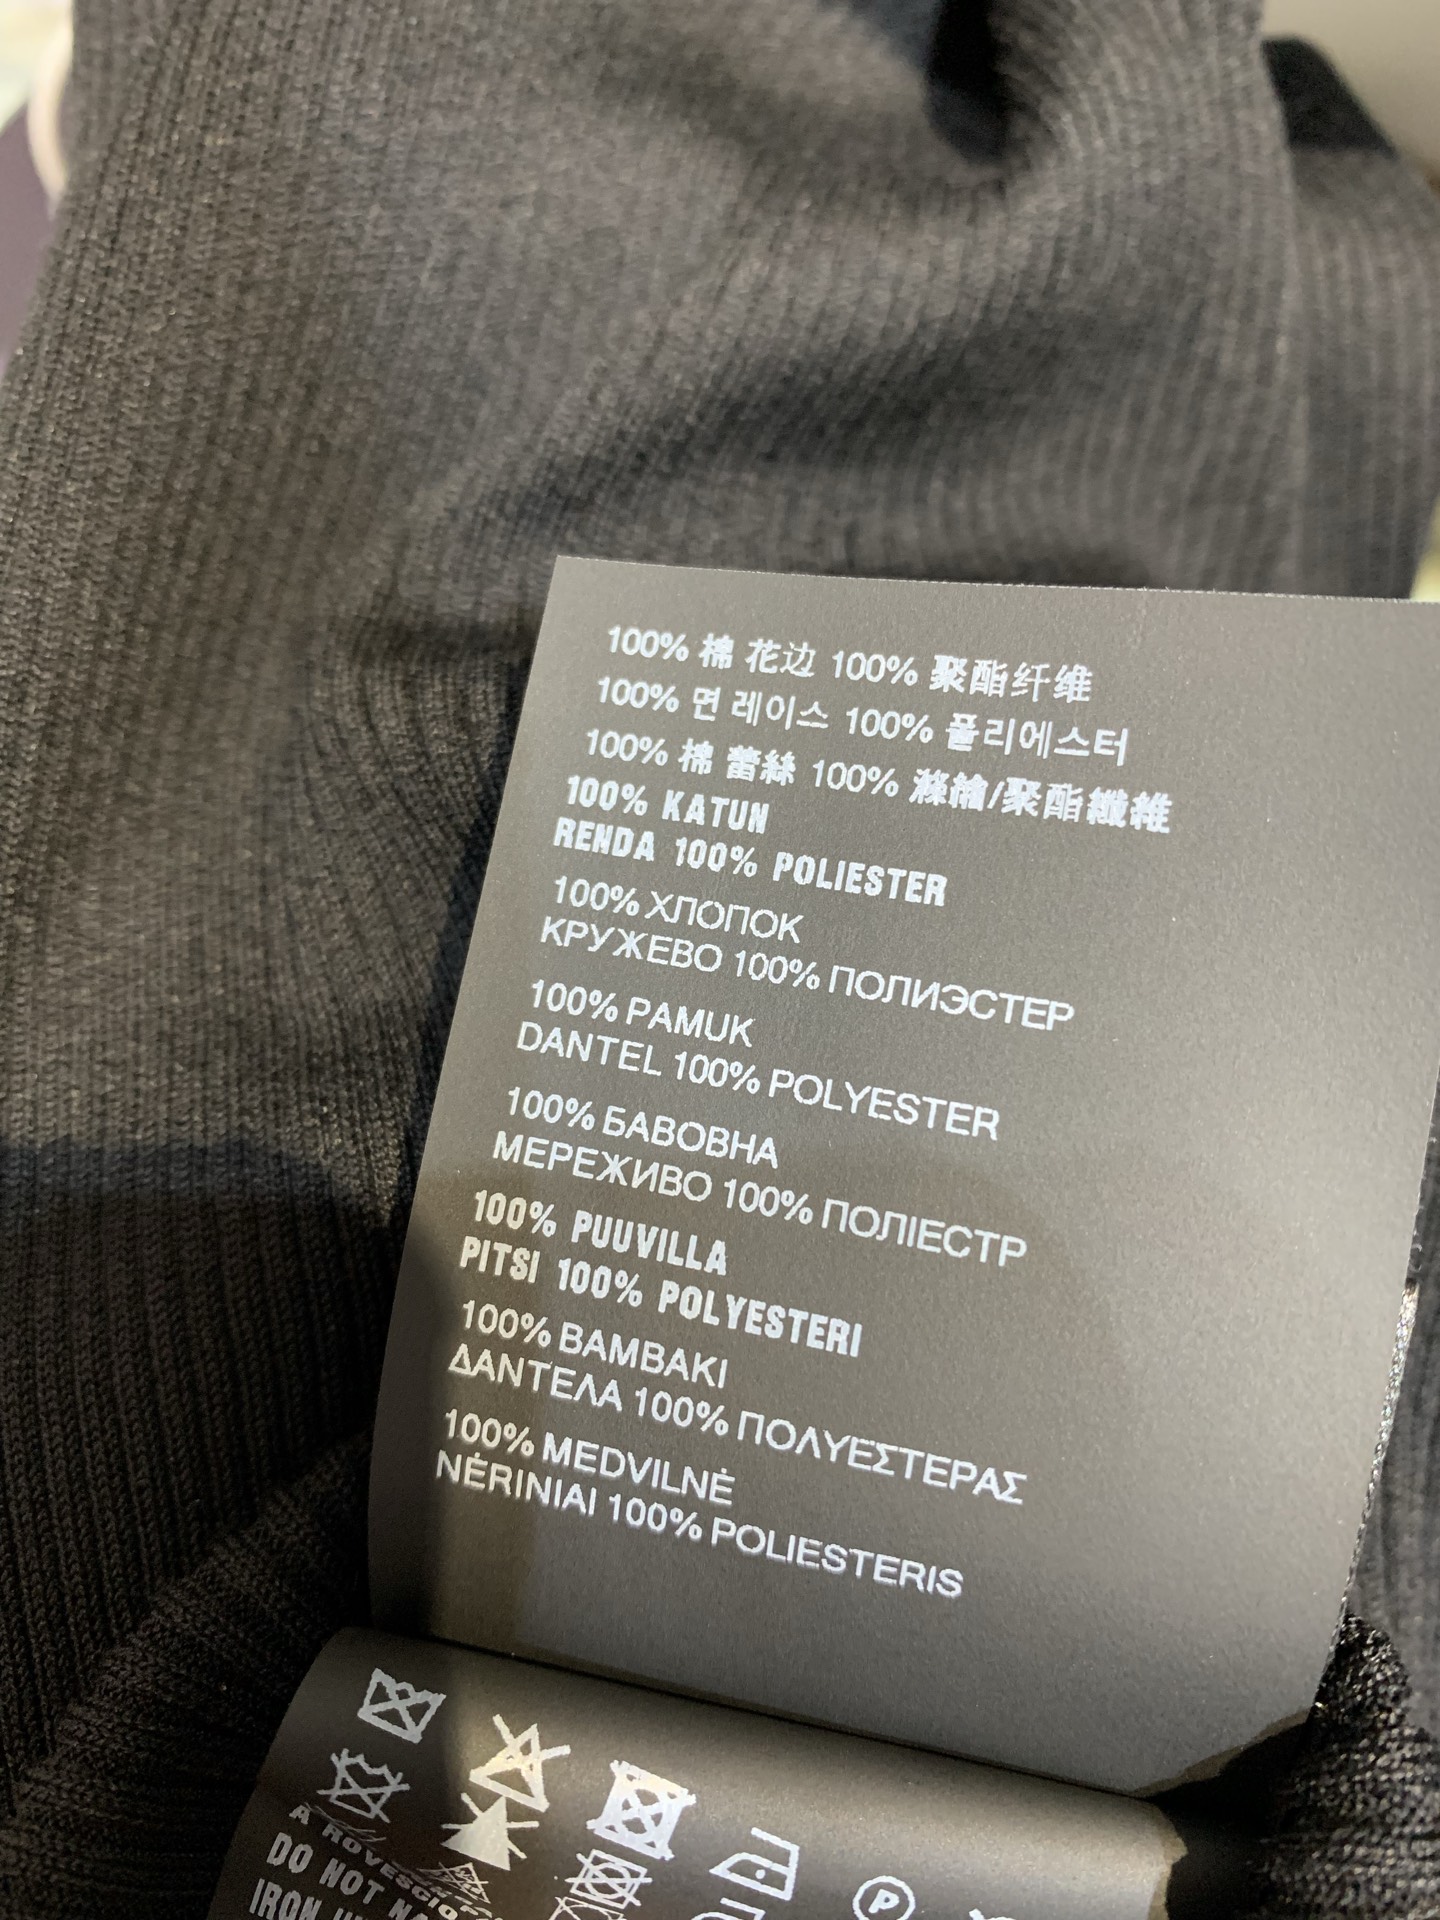 100% 棉 花边 100% 聚酯纤维
100% 면 레이스 100% 폴리에스터
100% 棉 蕾絲 100% 滌綸/聚酯纖維
100% KATUN
RENDA 100% POLIESTER
100% ХЛОПОК
КРУЖЕВО 100% ПОЛИЭСТЕР
100% PAMUK
DANTEL 100% POLYESTER
100% БАВОВНА
МЕРЕЖИВО 100% ПОЛІЕСТР
100% PUUVILLA
PITSI 100% POLYESTERI
100% ΒΑΜΒΑΚΙ
ΔΑΝΤΕΛΑ 100% ΠΟΛΥΕΣΤΕΡΑΣ
100% MEDVILNĖ
NĖRINIAI 100% POLIESTERIS
P
A ROVESCIO
DO NOT
IRON